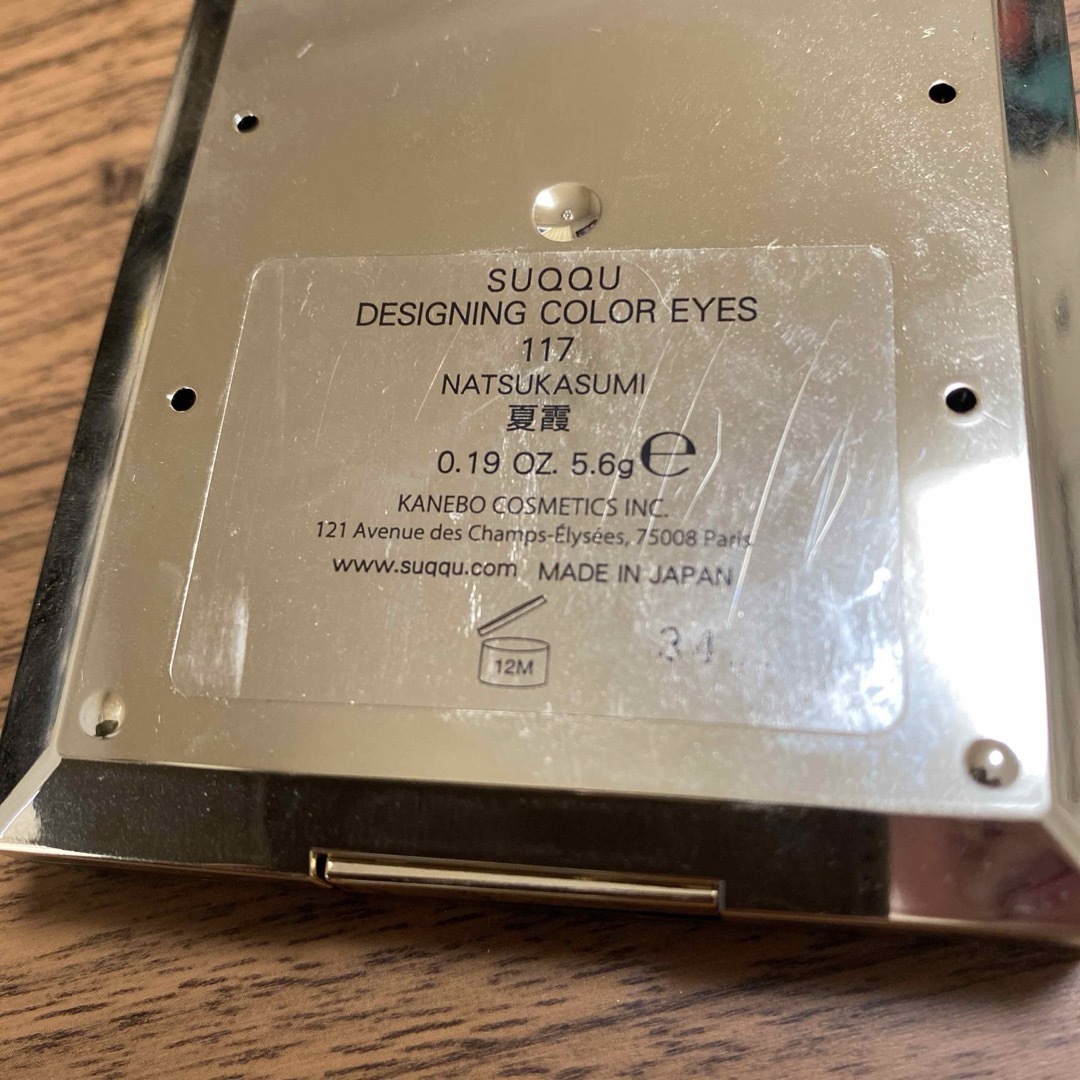 SUQQU
DESIGNING COLOR EYES
117
NATSUKASUMI
夏霞
0.19 OZ. 5.6g ℮
KANEBO COSMETICS INC.
121 Avenue des Champs-Élysées, 75008 Paris
www.suqqu.com MADE IN JAPAN
12M